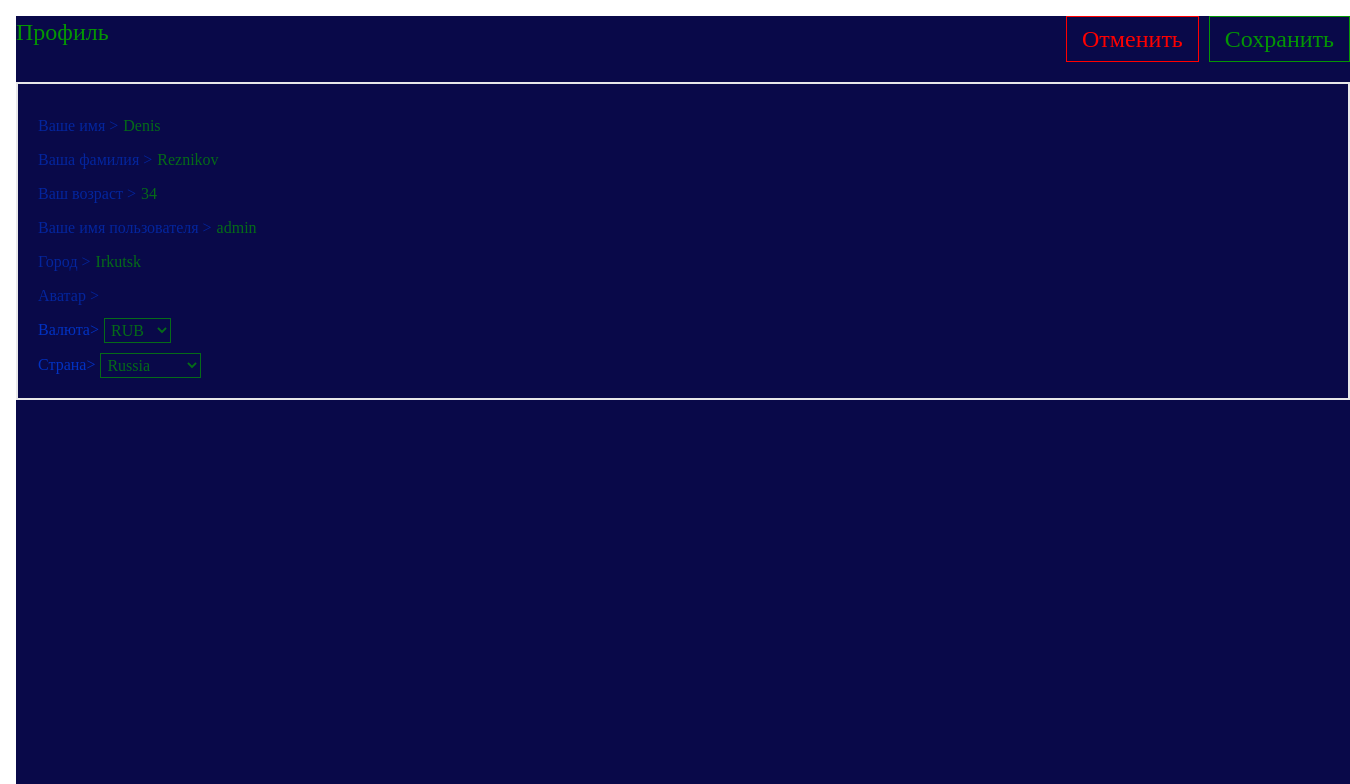 Профиль
Отменить
Сохранить
Ваше имя > Denis
Ваша фамилия > Reznikov
Ваш возраст > 34
Ваше имя пользователя > admin
Город > Irkutsk
Аватар >
Валюта> RUB
Страна> Russia